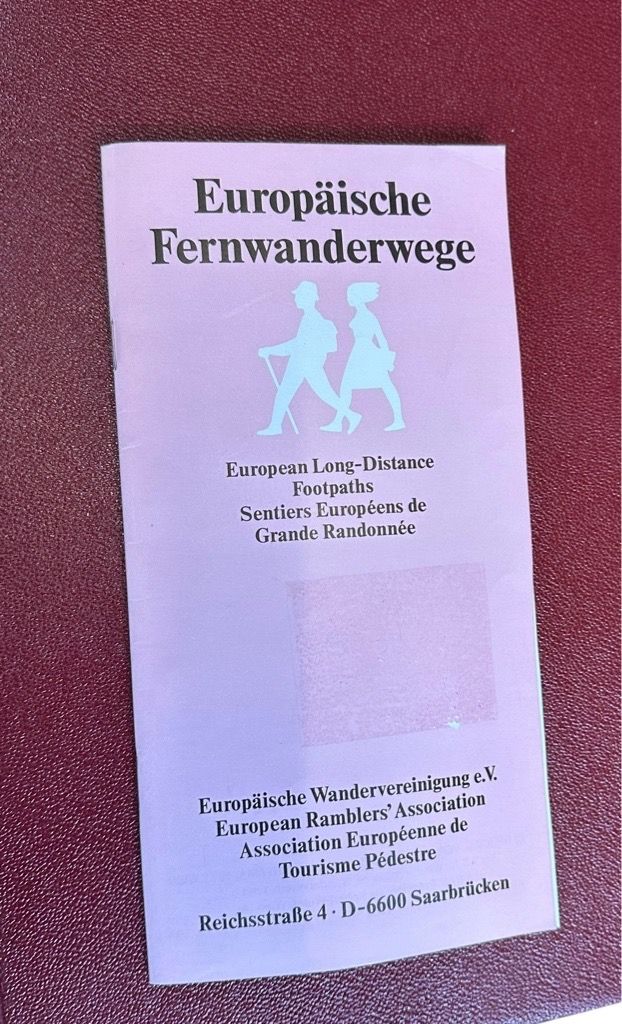 Europäische
Fernwanderwege
European Long-Distance
Footpaths
Sentiers Européens de
Grande Randonnée
Europäische Wandervereinigung e.V.
European Ramblers' Association
Association Européenne de
Tourisme Pédestre
Reichsstraße 4 · D-6600 Saarbrücken